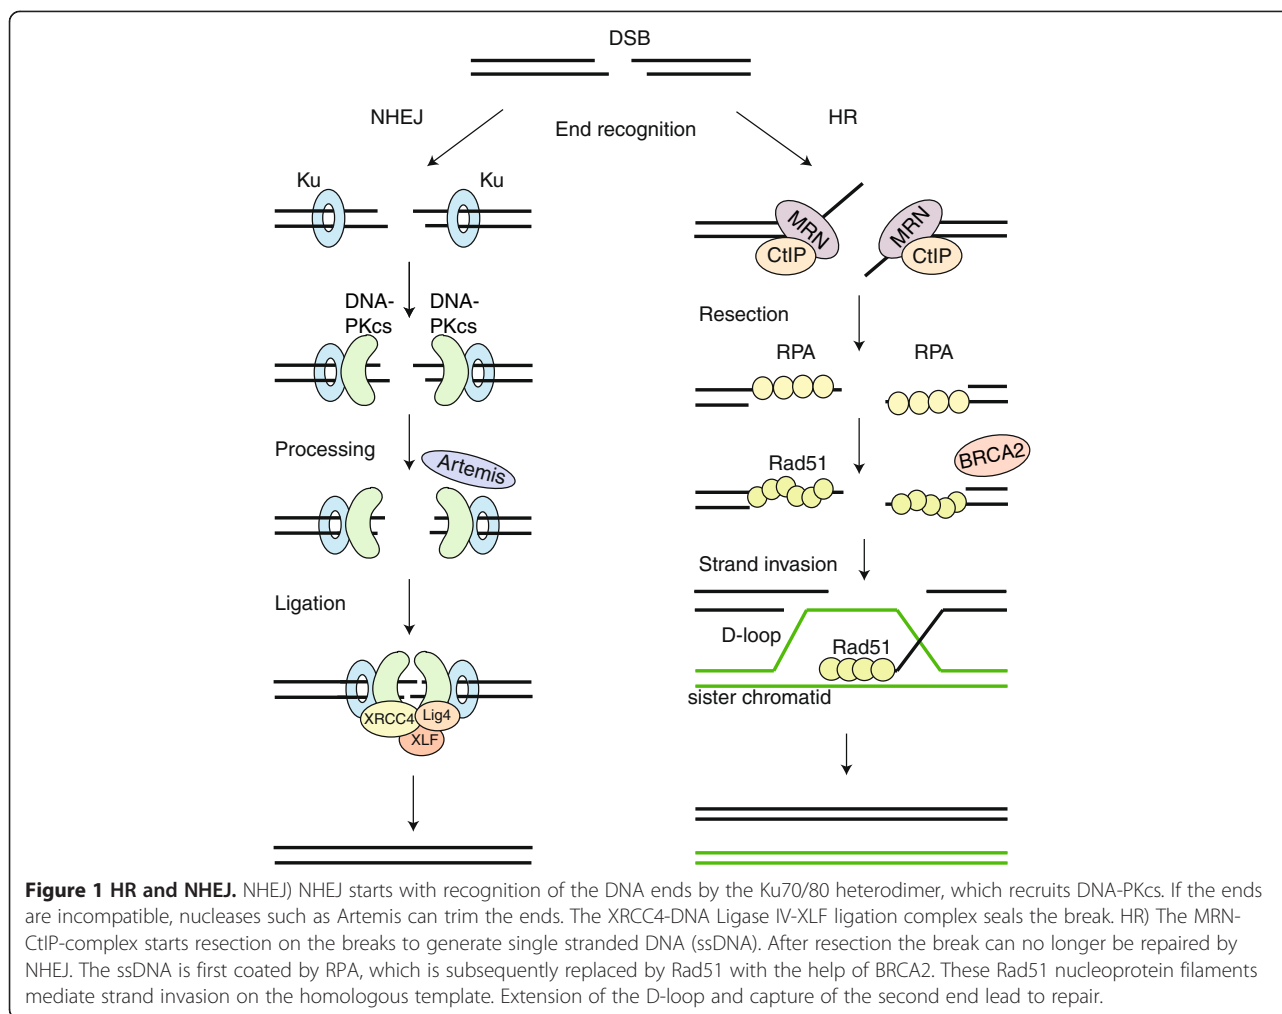 DSB
NHEJ
End recognition
HR
Ku
Ku
DNA-
PKcs
DNA-
PKcs
Processing
Artemis
Ligation
XRCC4
Lig4
XLF
MRN
CtIP
MRN
CtIP
Resection
RPA
RPA
Rad51
BRCA2
Strand invasion
D-loop
Rad51
sister chromatid
Figure 1 HR and NHEJ. NHEJ) NHEJ starts with recognition of the DNA ends by the Ku70/80 heterodimer, which recruits DNA-PKcs. If the ends
are incompatible, nucleases such as Artemis can trim the ends. The XRCC4-DNA Ligase IV-XLF ligation complex seals the break. HR) The MRN-
CtIP-complex starts resection on the breaks to generate single stranded DNA (ssDNA). After resection the break can no longer be repaired by
NHEJ. The ssDNA is first coated by RPA, which is subsequently replaced by Rad51 with the help of BRCA2. These Rad51 nucleoprotein filaments
mediate strand invasion on the homologous template. Extension of the D-loop and capture of the second end lead to repair.